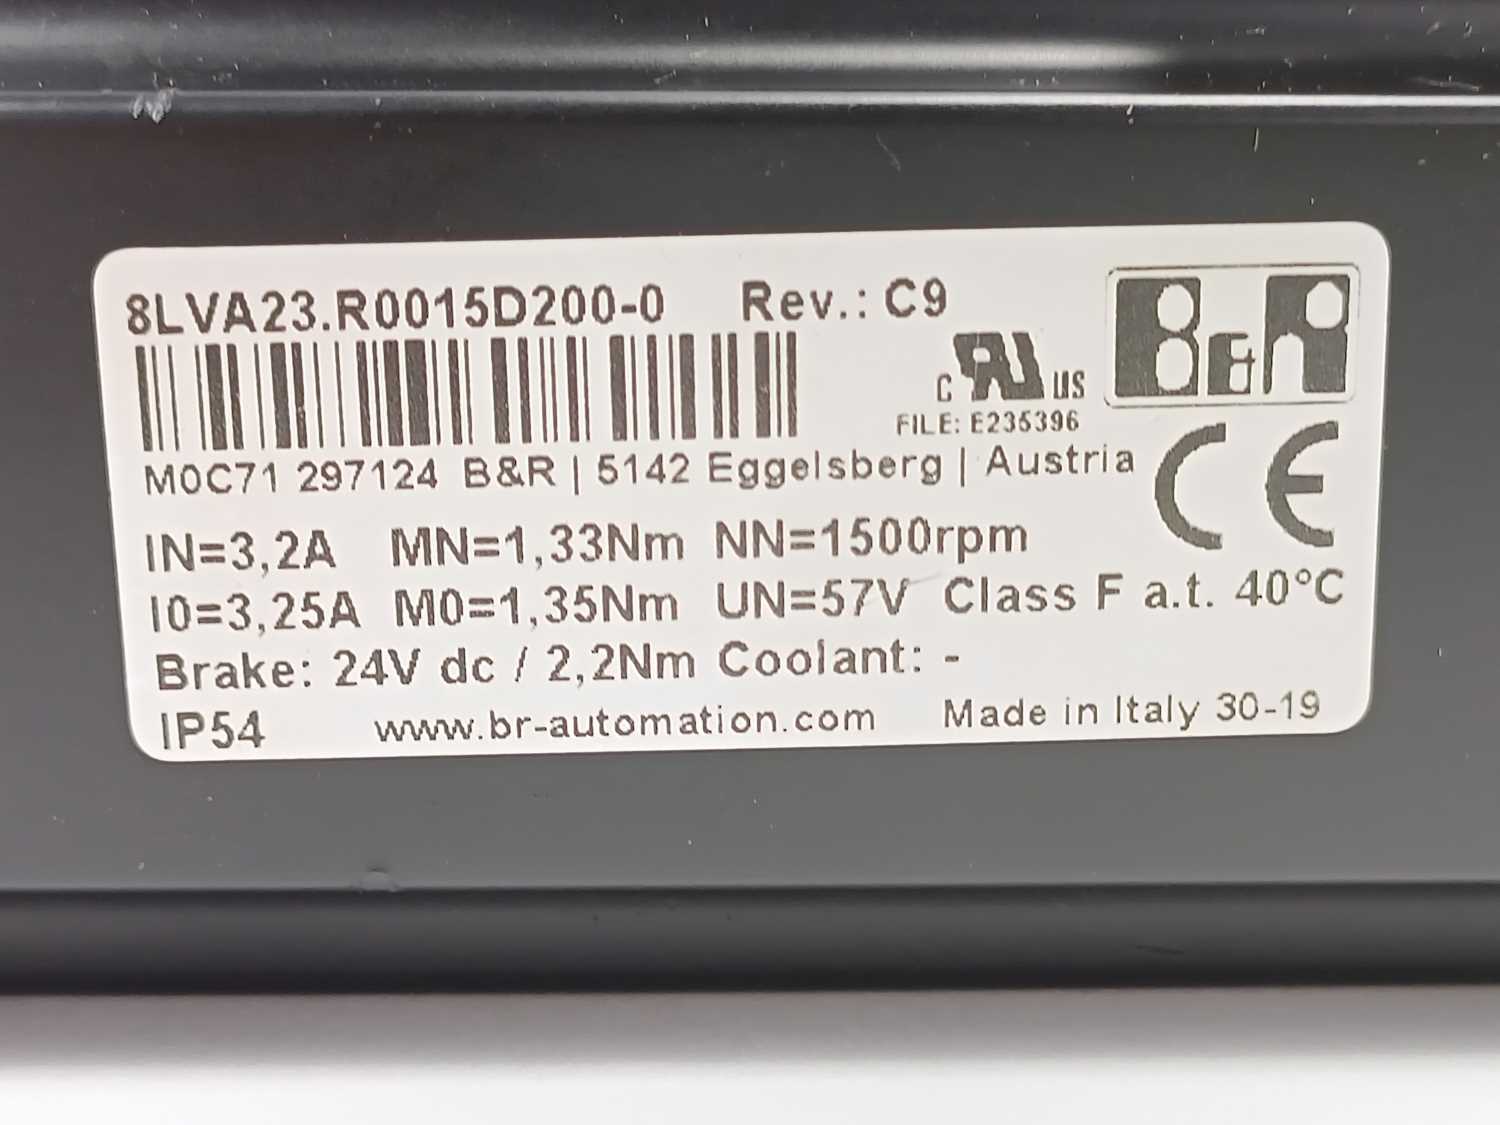 8LVA23.R0015D200-0 Rev.: C9
B&R
c RU US
FILE: E235396
M0C71 297124 B&R | 5142 Eggelsberg | Austria
CE
IN=3,2A MN=1,33Nm NN=1500rpm
I0=3,25A M0=1,35Nm UN=57V Class F a.t. 40°C
Brake: 24V dc / 2,2Nm Coolant: -
IP54 www.br-automation.com Made in Italy 30-19